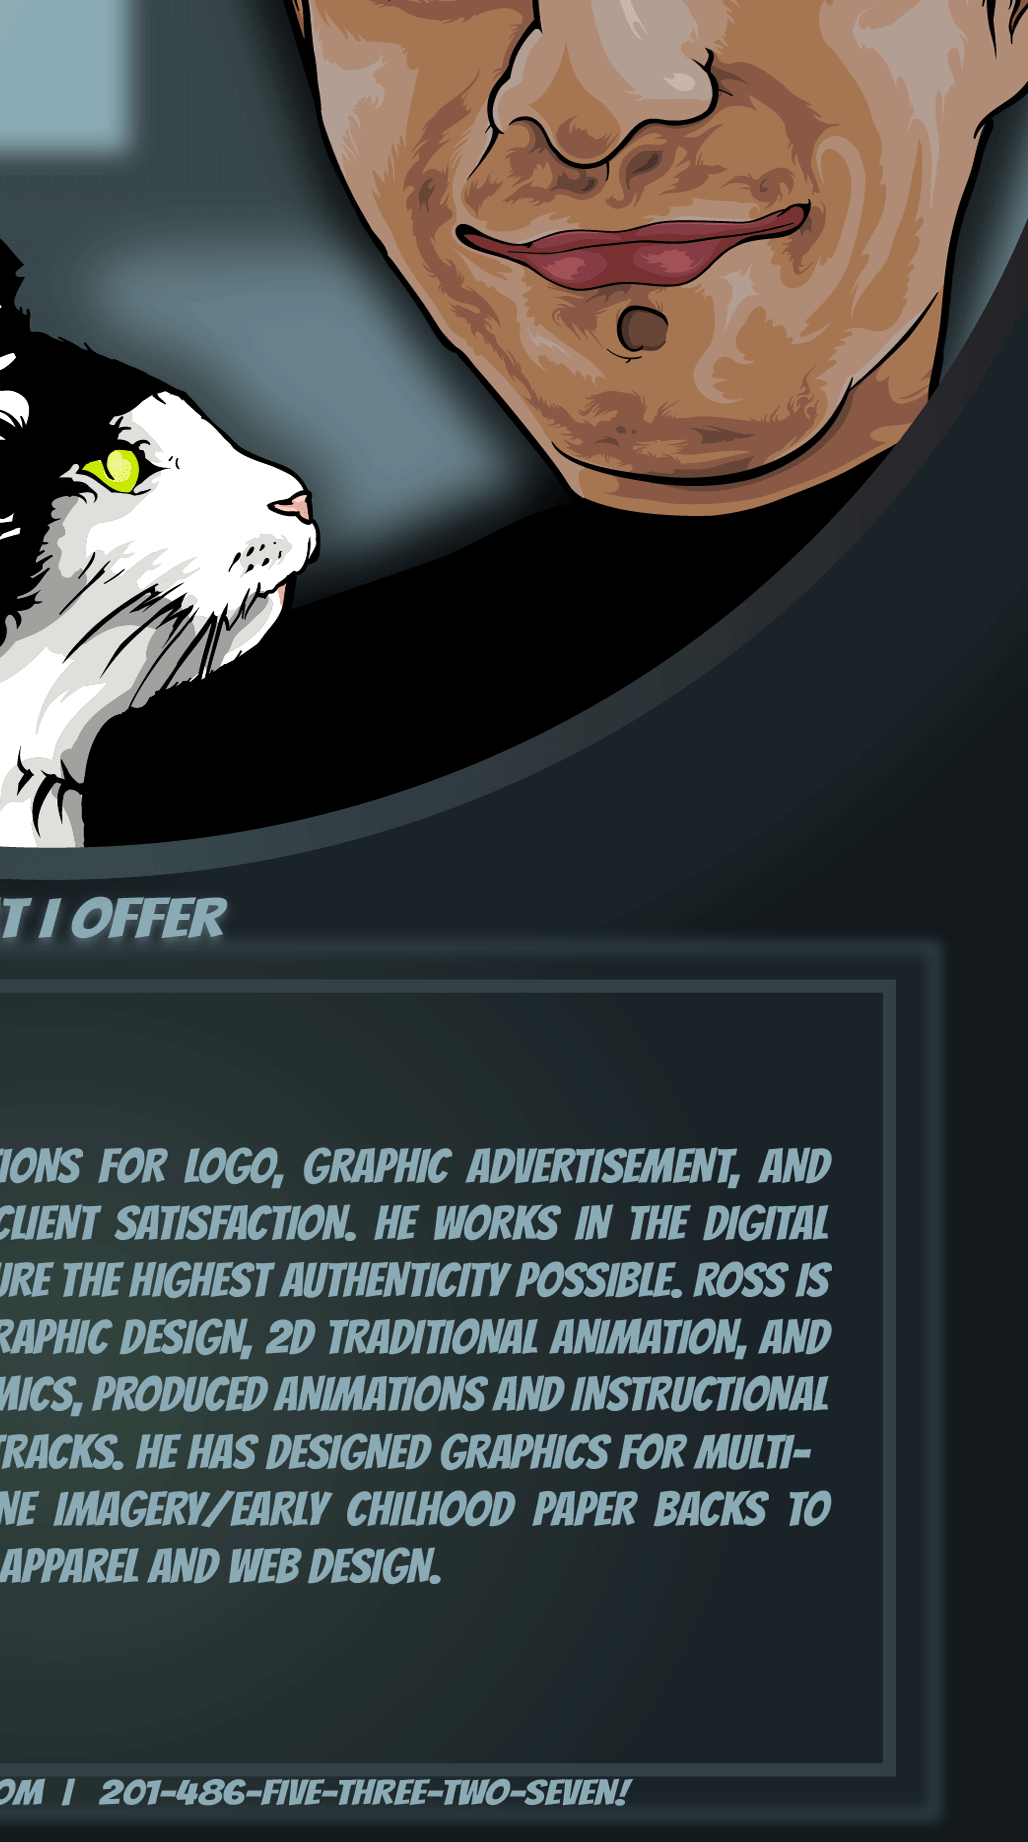 T I OFFER
TIONS FOR LOGO, GRAPHIC ADVERTISEMENT, AND
CLIENT SATISFACTION. HE WORKS IN THE DIGITAL
URE THE HIGHEST AUTHENTICITY POSSIBLE. ROSS IS
RAPHIC DESIGN, 2D TRADITIONAL ANIMATION, AND
MICS, PRODUCED ANIMATIONS AND INSTRUCTIONAL
TRACKS. HE HAS DESIGNED GRAPHICS FOR MULTI-
NE IMAGERY/EARLY CHILHOOD PAPER BACKS TO
APPAREL AND WEB DESIGN.
OM | 201-486-FIVE-THREE-TWO-SEVEN!